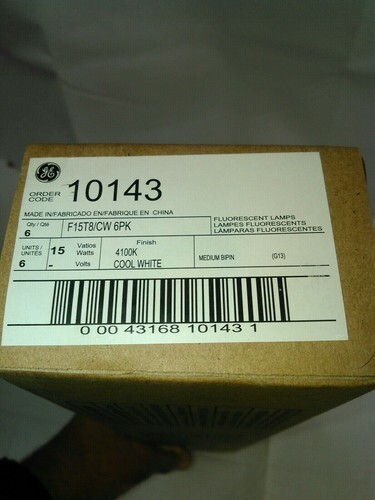 GE
ORDER CODE 10143
MADE IN/FABRICADO EN/FABRIQUE EN CHINA
Qty / Qté 6
F15T8/CW 6PK
FLUORESCENT LAMPS
LAMPES FLUORESCENTS
LÁMPARAS FLUORESCENTES
UNITS / UNITÉS 6
15 Vatios Watts
- Volts
Finish
4100K
COOL WHITE
MEDIUM BIPIN (G13)
0 00 43168 10143 1